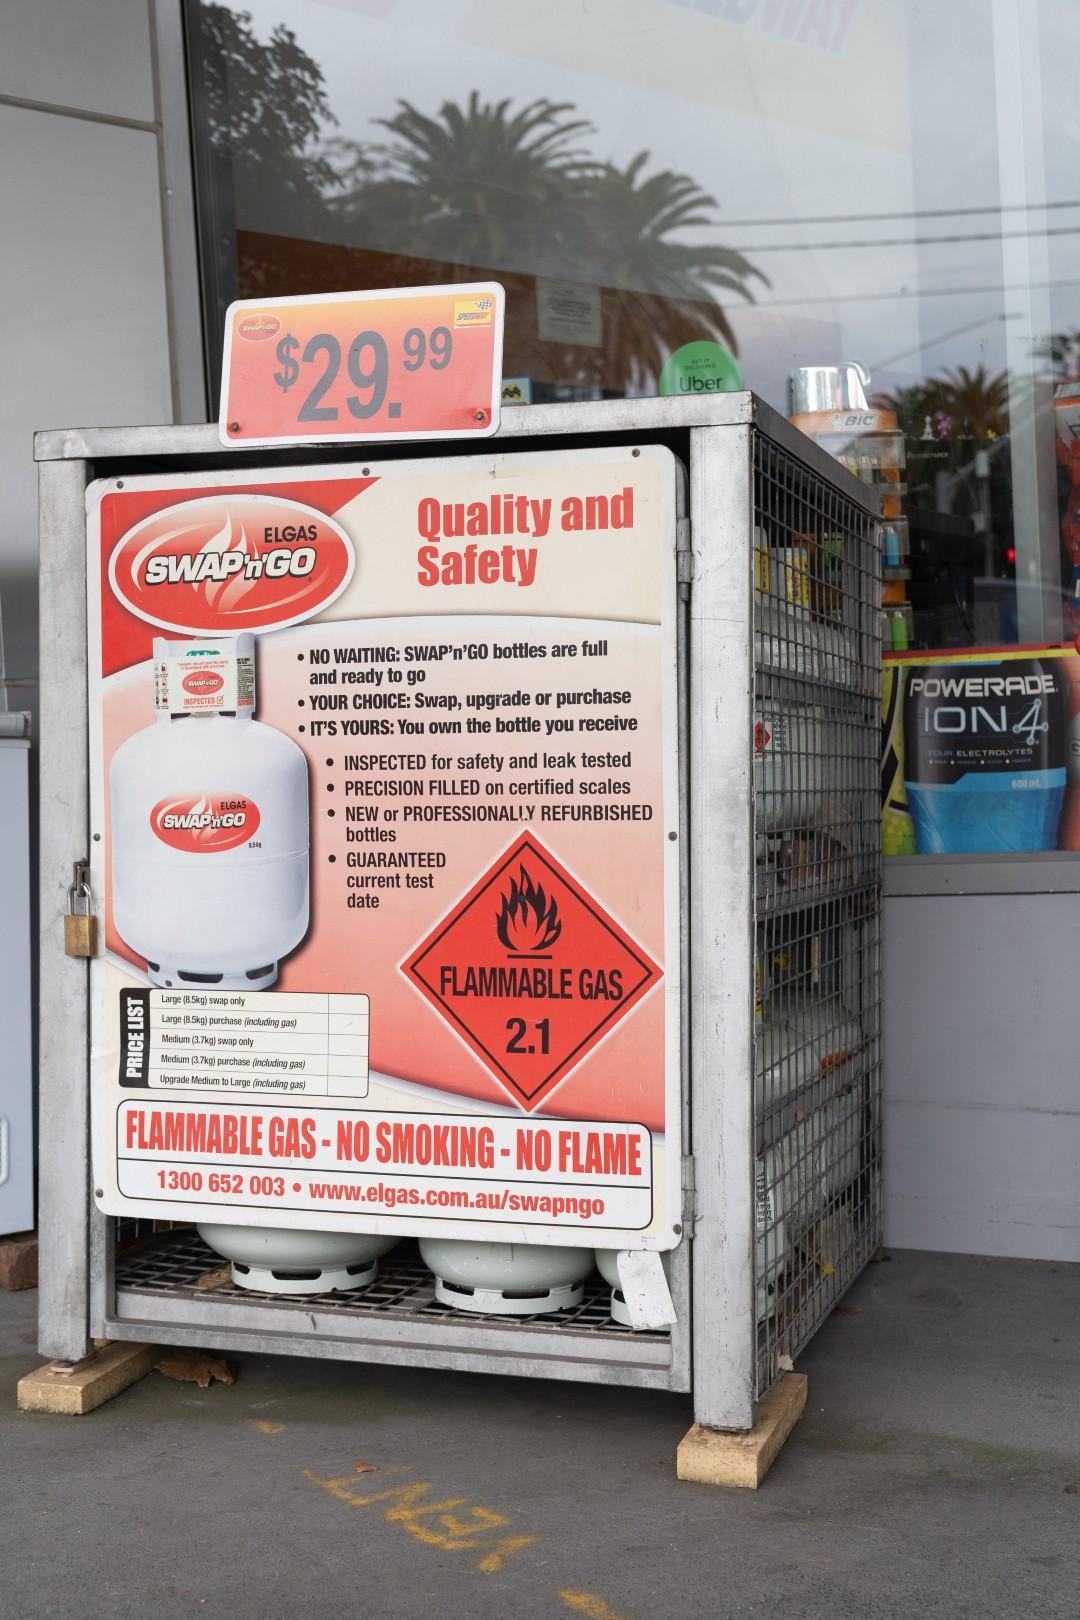 SWAP'n'GO
SPEEDWAY
$29.99
GET IT
DELIVERED
Uber
BIC
ELGAS
SWAP'n'GO
Quality and
Safety
• NO WAITING: SWAP'n'GO bottles are full
and ready to go
• YOUR CHOICE: Swap, upgrade or purchase
• IT'S YOURS: You own the bottle you receive
• INSPECTED for safety and leak tested
• PRECISION FILLED on certified scales
• NEW or PROFESSIONALLY REFURBISHED
bottles
• GUARANTEED
current test
date
SWAP'n'GO
INSPECTED
ELGAS
SWAP'n'GO
8.5kg
FLAMMABLE GAS
2.1
PRICE LIST
Large (8.5kg) swap only
Large (8.5kg) purchase (including gas)
Medium (3.7kg) swap only
Medium (3.7kg) purchase (including gas)
Upgrade Medium to Large (including gas)
FLAMMABLE GAS - NO SMOKING - NO FLAME
1300 652 003 • www.elgas.com.au/swapngo
POWERADE
ION4
FOUR ELECTROLYTES
600 mL
VENT